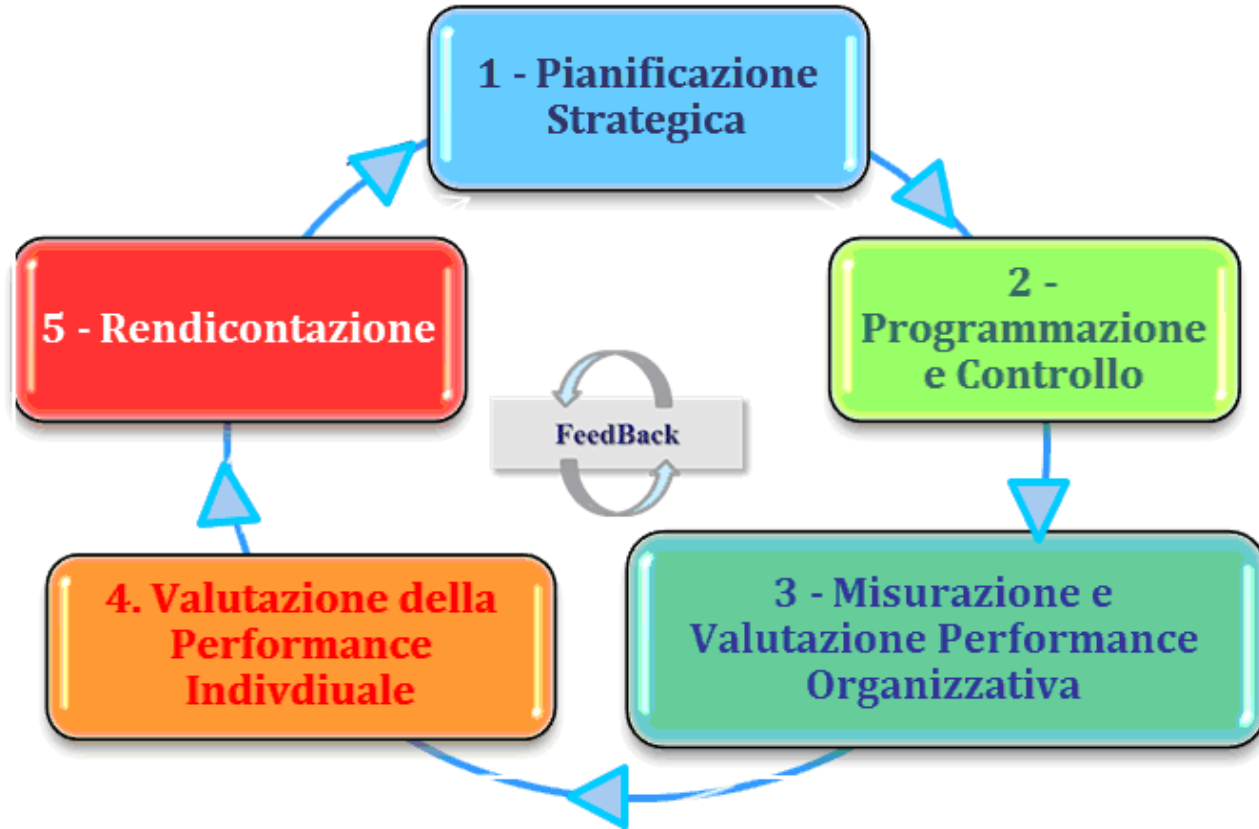 1 - Pianificazione
Strategica
2 -
Programmazione
e Controllo
3 - Misurazione e
Valutazione Performance
Organizzativa
4. Valutazione della
Performance
Indivdiuale
5 - Rendicontazione
FeedBack